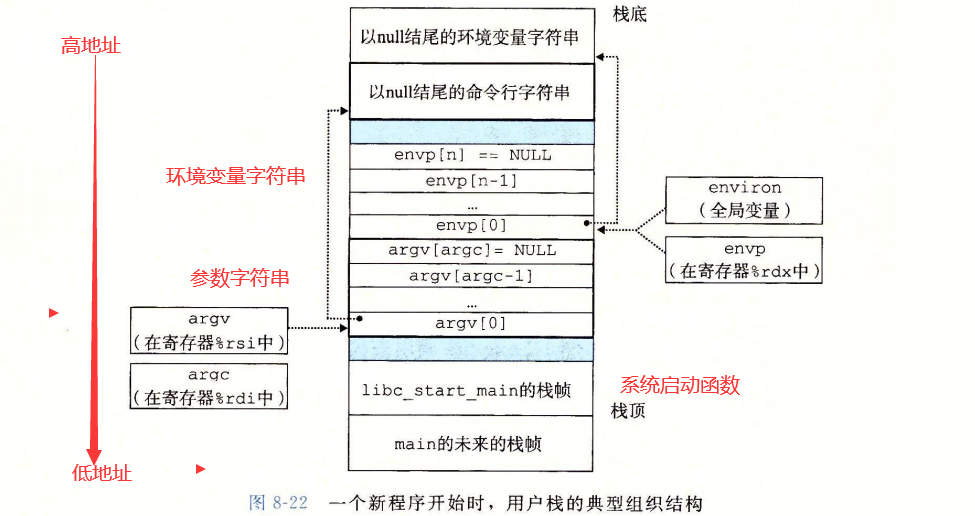 栈底
高地址
以null结尾的环境变量字符串
以null结尾的命令行字符串
envp[n] == NULL
环境变量字符串
envp[n-1]
…
environ
(全局变量)
envp[0]
argv[argc]= NULL
envp
(在寄存器%rdx中)
参数字符串
argv[argc-1]
…
argv
(在寄存器%rsi中)
argv[0]
argc
(在寄存器%rdi中)
libc_start_main的栈帧
系统启动函数
栈顶
main的未来的栈帧
低地址
图 8-22 一个新程序开始时，用户栈的典型组织结构